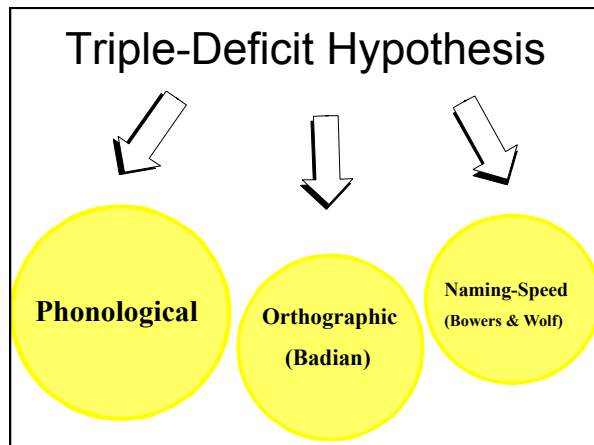 Triple-Deficit Hypothesis
Phonological
Orthographic
(Badian)
Naming-Speed
(Bowers & Wolf)